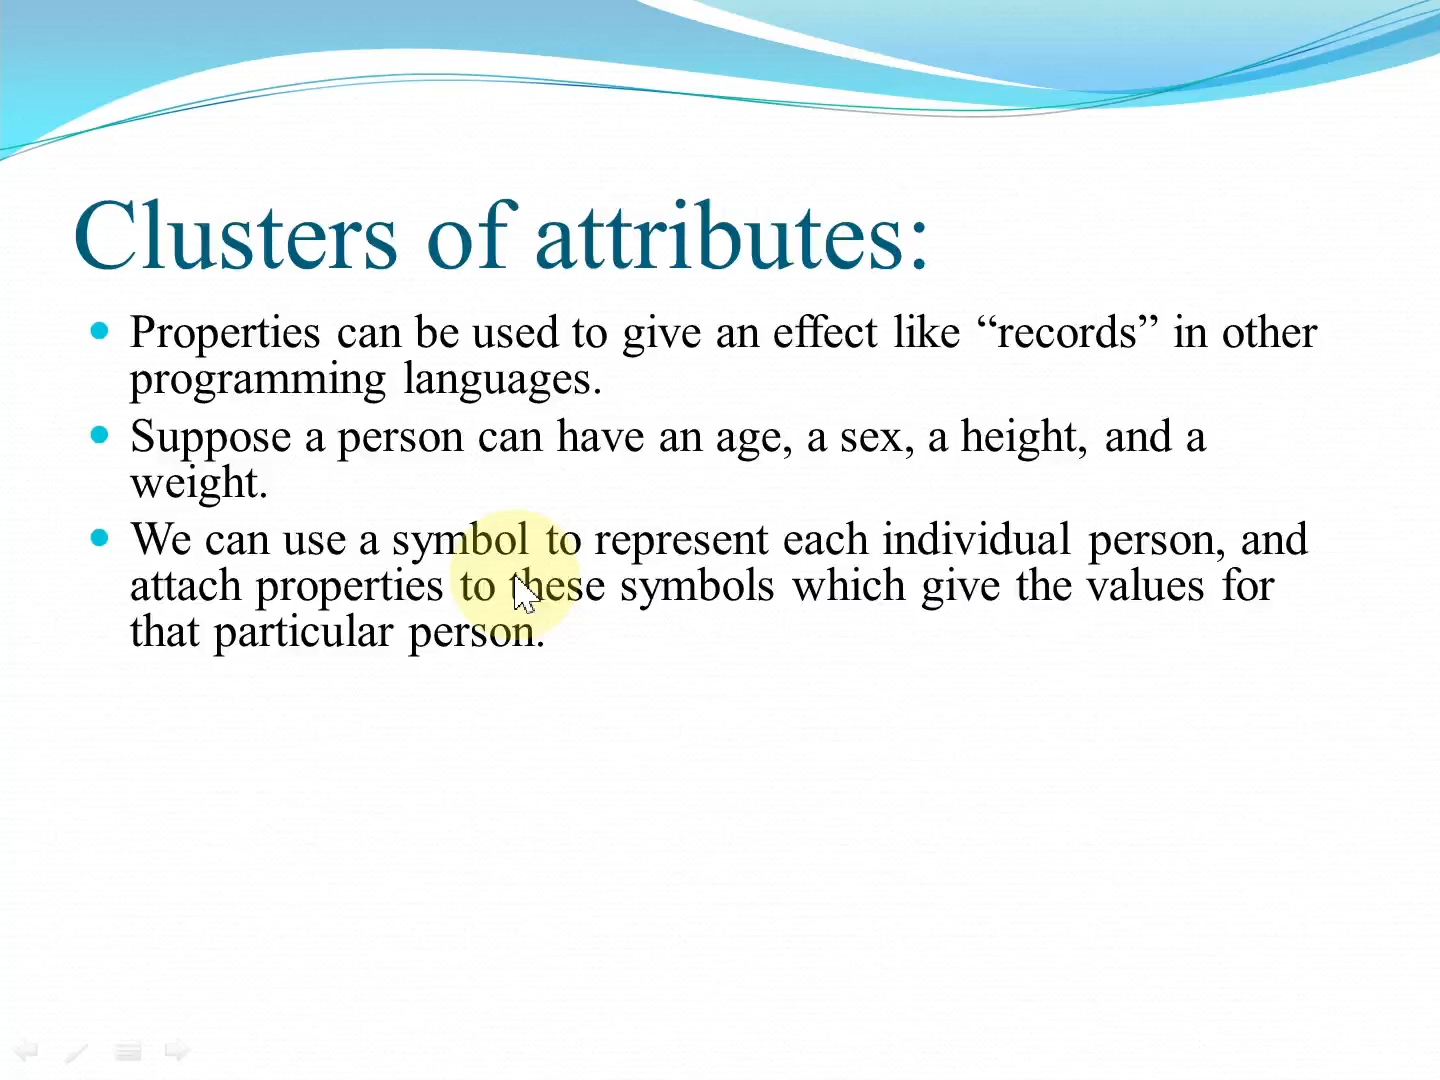 Clusters of attributes:
Properties can be used to give an effect like “records” in other
programming languages.
Suppose a person can have an age, a sex, a height, and a
weight.
We can use a symbol to represent each individual person, and
attach properties to these symbols which give the values for
that particular person.